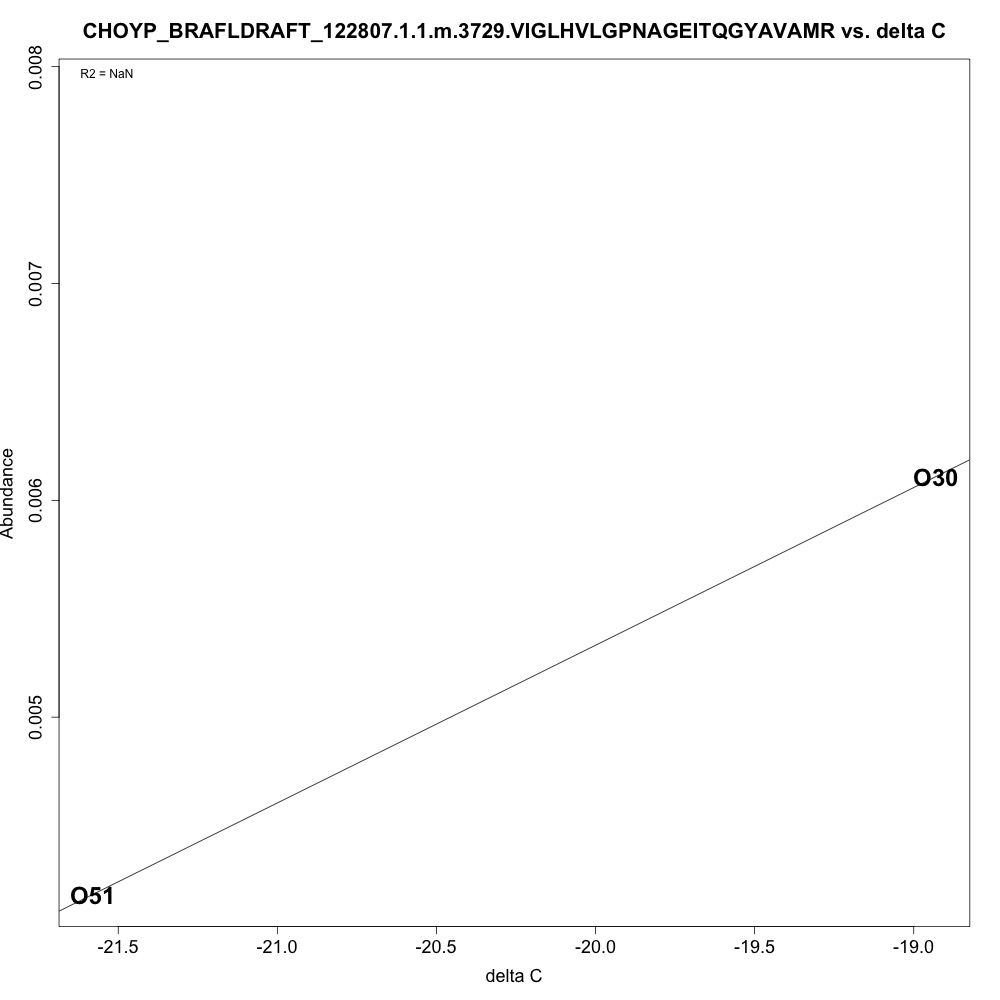 CHOYP_BRAFLDRAFT_122807.1.1.m.3729.VIGLHVLGPNAGEITQGYAVAMR vs. delta C
R2 = NaN
0.008
0.007
0.006
0.005
Abundance
O30
O51
-21.5 -21.0 -20.5 -20.0 -19.5 -19.0
delta C